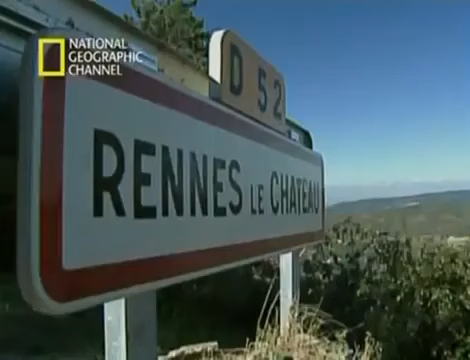 NATIONAL
GEOGRAPHIC
CHANNEL
D 52
RENNES LE CHATEAU